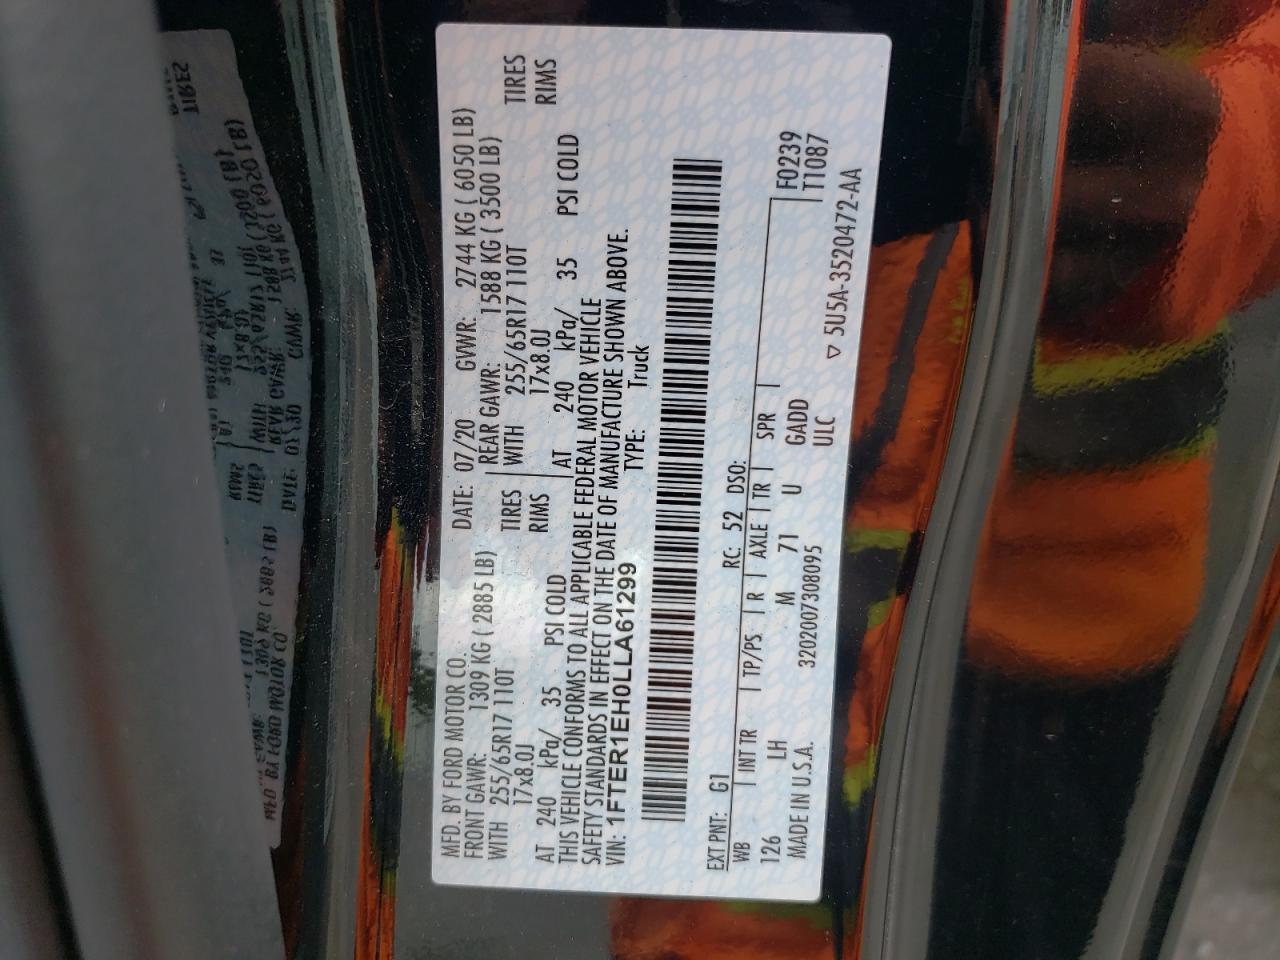 MFD. BY FORD MOTOR CO.
DATE: 07/20 GVWR: 2744 KG ( 6050 LB)
FRONT GAWR: 1309 KG ( 2885 LB)
REAR GAWR: 1588 KG ( 3500 LB)
WITH 255/65R17 110T TIRES
WITH 255/65R17 110T TIRES
17x8.0J RIMS
17x8.0J RIMS
AT 240 kPa/ 35 PSI COLD
AT 240 kPa/ 35 PSI COLD
THIS VEHICLE CONFORMS TO ALL APPLICABLE FEDERAL MOTOR VEHICLE
SAFETY STANDARDS IN EFFECT ON THE DATE OF MANUFACTURE SHOWN ABOVE.
VIN: 1FTER1EH0LLA61299 TYPE: Truck
EXT PNT: G1 RC: 52 DSO:
WB INT TR TP/PS R AXLE TR SPR F0239
126 LH M 71 U GADD T1087
MADE IN U.S.A. 3202007308095 ULC
▽ 5U5A-3520472-AA